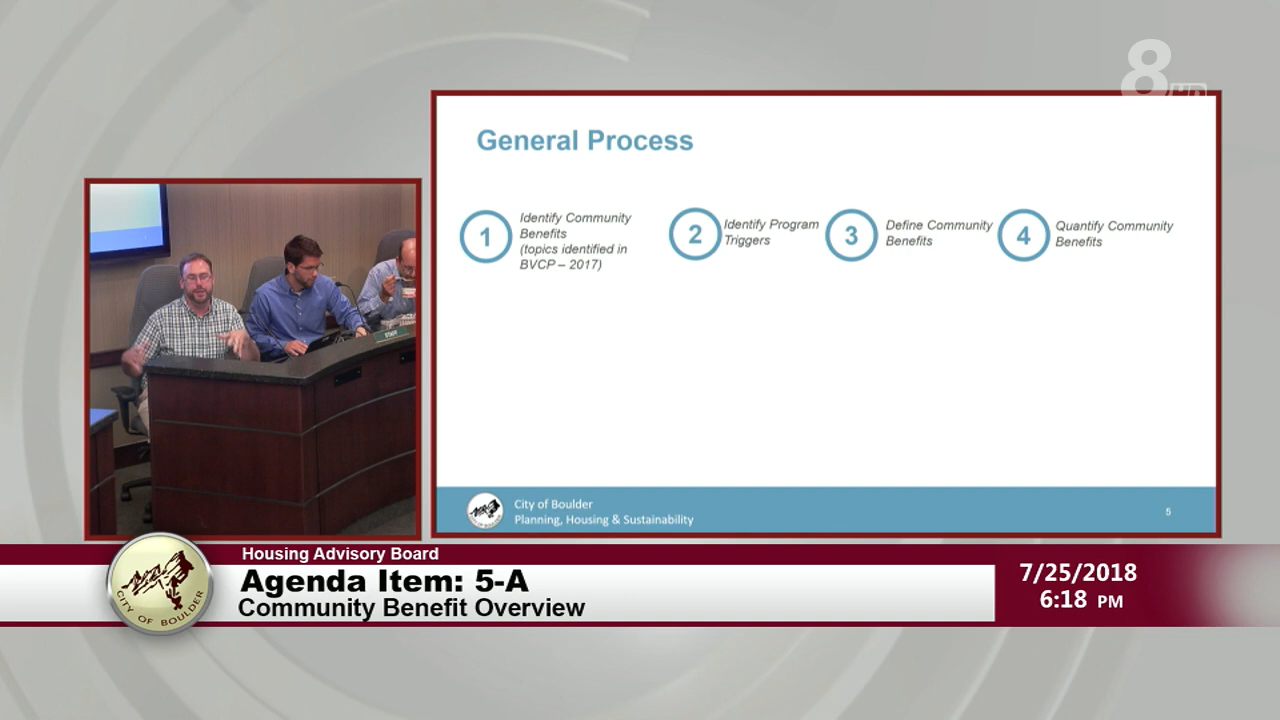 8
HD
General Process
1
Identify Community
Benefits
(topics identified in
BVCP – 2017)
2
Identify Program
Triggers
3
Define Community
Benefits
4
Quantify Community
Benefits
City of Boulder
Planning, Housing & Sustainability
5
STAFF
Housing Advisory Board
Agenda Item: 5-A
Community Benefit Overview
CITY OF BOULDER
7/25/2018
6:18 PM